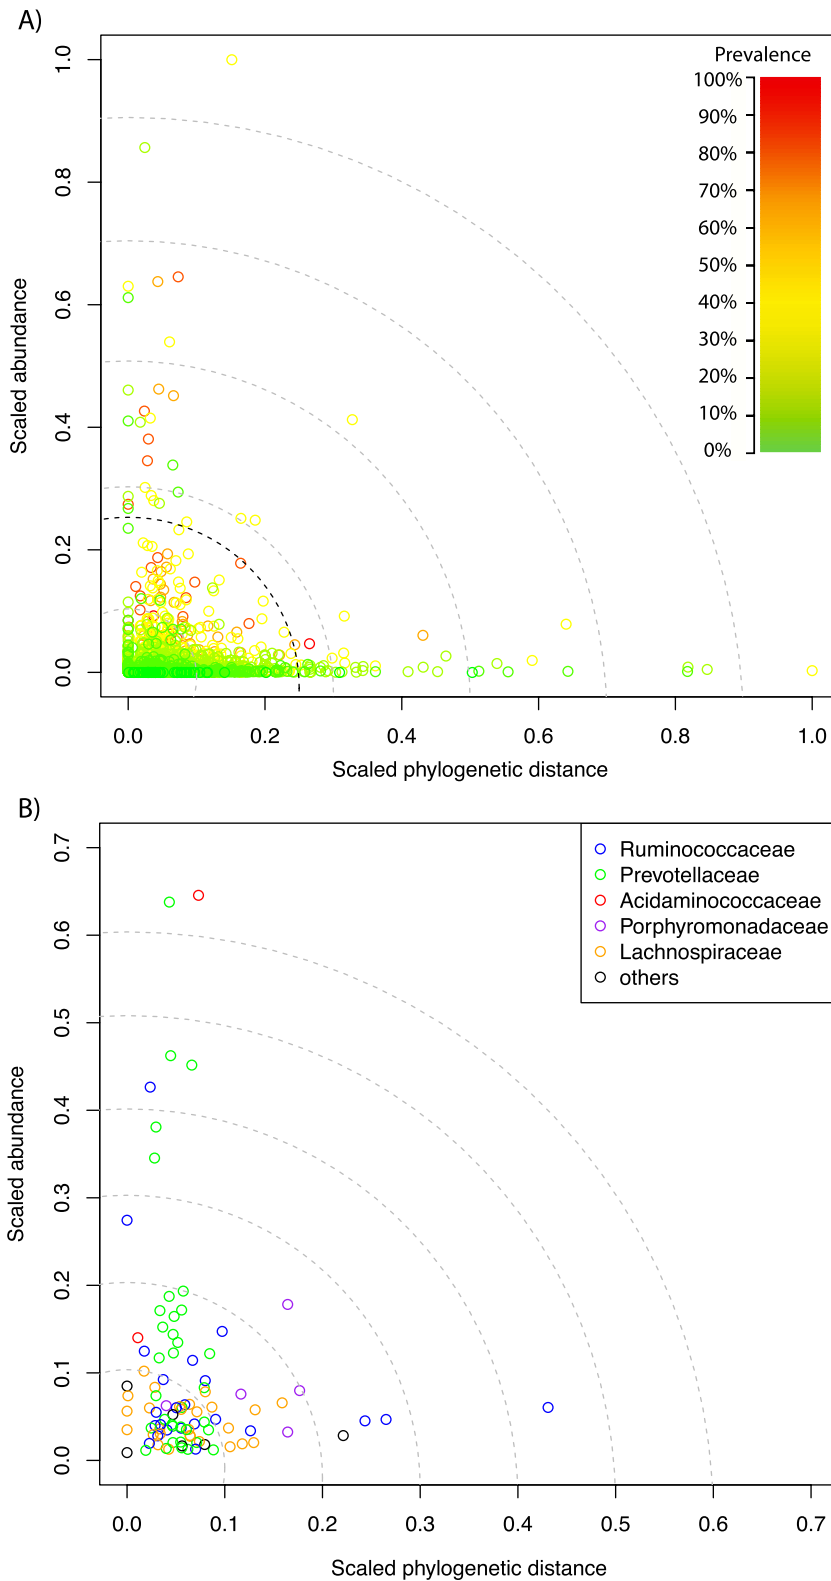 A)
Prevalence
100%
90%
80%
70%
60%
50%
40%
30%
20%
10%
0%
1.0
0.8
0.6
0.4
0.2
0.0
Scaled abundance
0.0 0.2 0.4 0.6 0.8 1.0
Scaled phylogenetic distance
B)
Ruminococcaceae
Prevotellaceae
Acidaminococcaceae
Porphyromonadaceae
Lachnospiraceae
others
0.7
0.6
0.5
0.4
0.3
0.2
0.1
0.0
Scaled abundance
0.0 0.1 0.2 0.3 0.4 0.5 0.6 0.7
Scaled phylogenetic distance